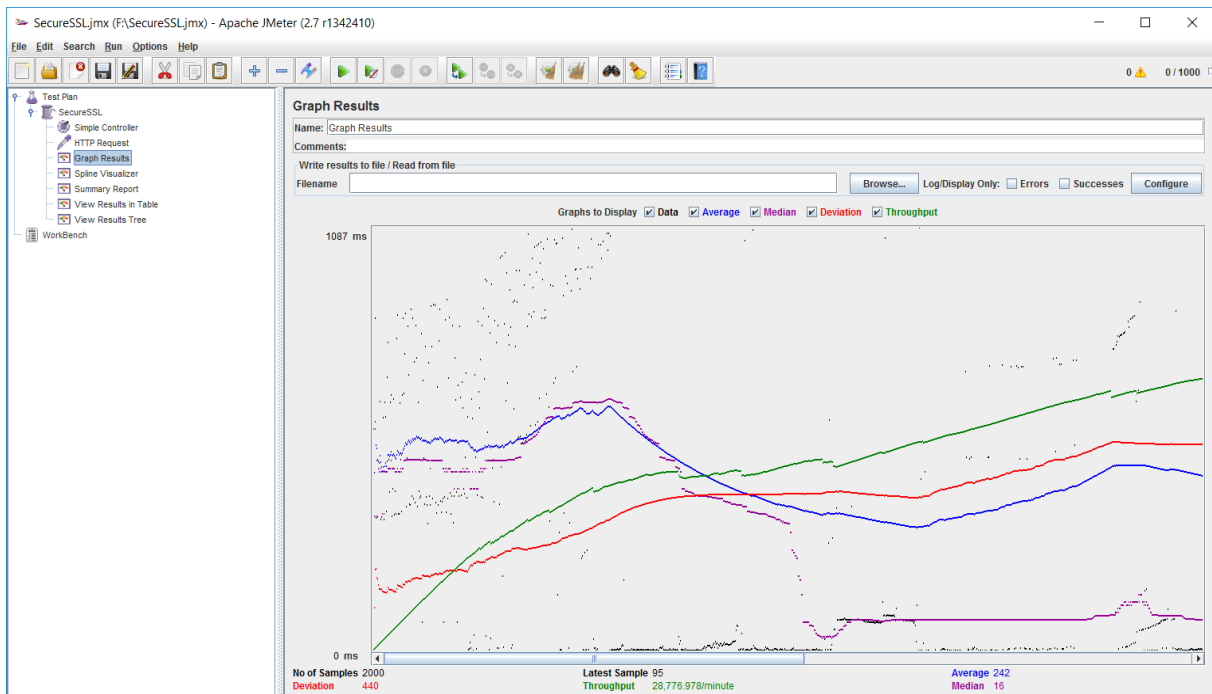 SecureSSL.jmx (F:\SecureSSL.jmx) - Apache JMeter (2.7 r1342410)
File Edit Search Run Options Help
0 0 / 1000
Test Plan
SecureSSL
Simple Controller
HTTP Request
Graph Results
Spline Visualizer
Summary Report
View Results in Table
View Results Tree
WorkBench
Graph Results
Name: Graph Results
Comments:
Write results to file / Read from file
Filename Browse... Log/Display Only: Errors Successes Configure
Graphs to Display Data Average Median Deviation Throughput
1087 ms
0 ms
No of Samples 2000 Latest Sample 95 Average 242
Deviation 440 Throughput 28,776.978/minute Median 16